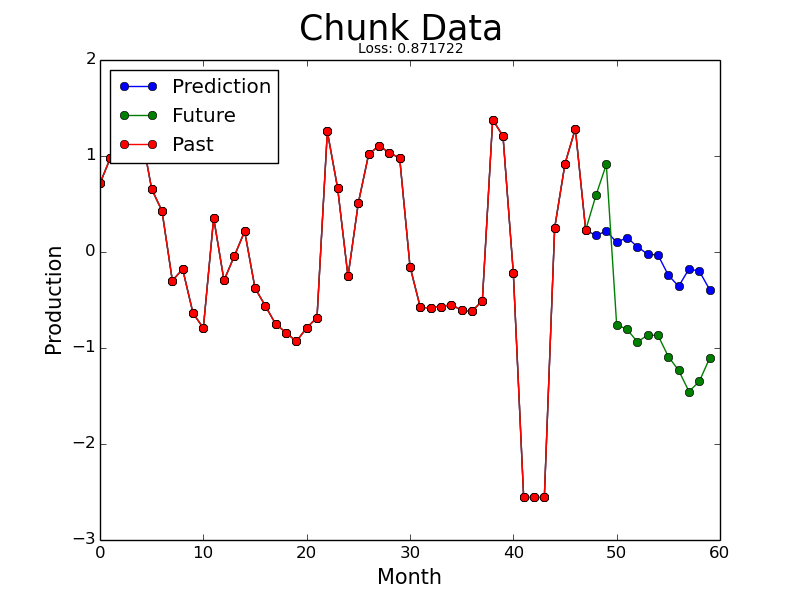 Chunk Data
Loss: 0.871722
Prediction
Future
Past
2
1
0
−1
−2
−3
Production
0 10 20 30 40 50 60
Month